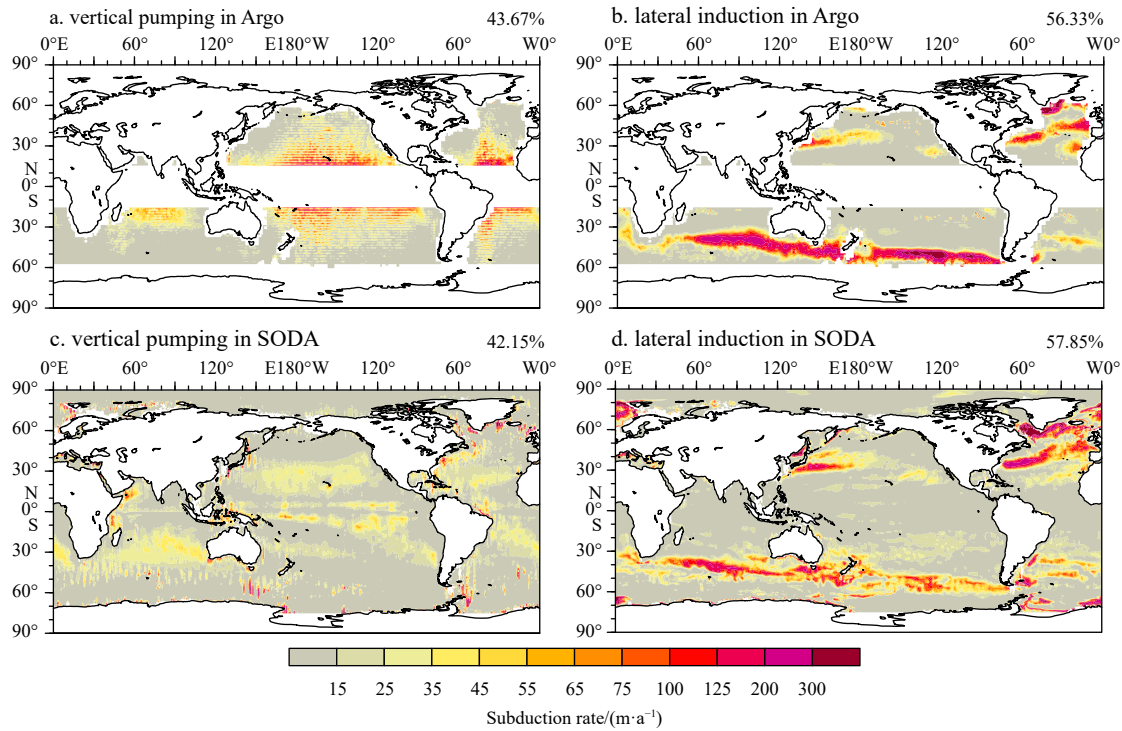 a. vertical pumping in Argo 43.67%
0°E 60° 120° E180°W 120° 60° W0°
90°
60°
30°
N
0°
S
30°
60°
90°
b. lateral induction in Argo 56.33%
0°E 60° 120° E180°W 120° 60° W0°
90°
60°
30°
N
0°
S
30°
60°
90°
c. vertical pumping in SODA 42.15%
0°E 60° 120° E180°W 120° 60° W0°
90°
60°
30°
N
0°
S
30°
60°
90°
d. lateral induction in SODA 57.85%
0°E 60° 120° E180°W 120° 60° W0°
90°
60°
30°
N
0°
S
30°
60°
90°
15 25 35 45 55 65 75 100 125 200 300
Subduction rate/(m·a⁻¹)